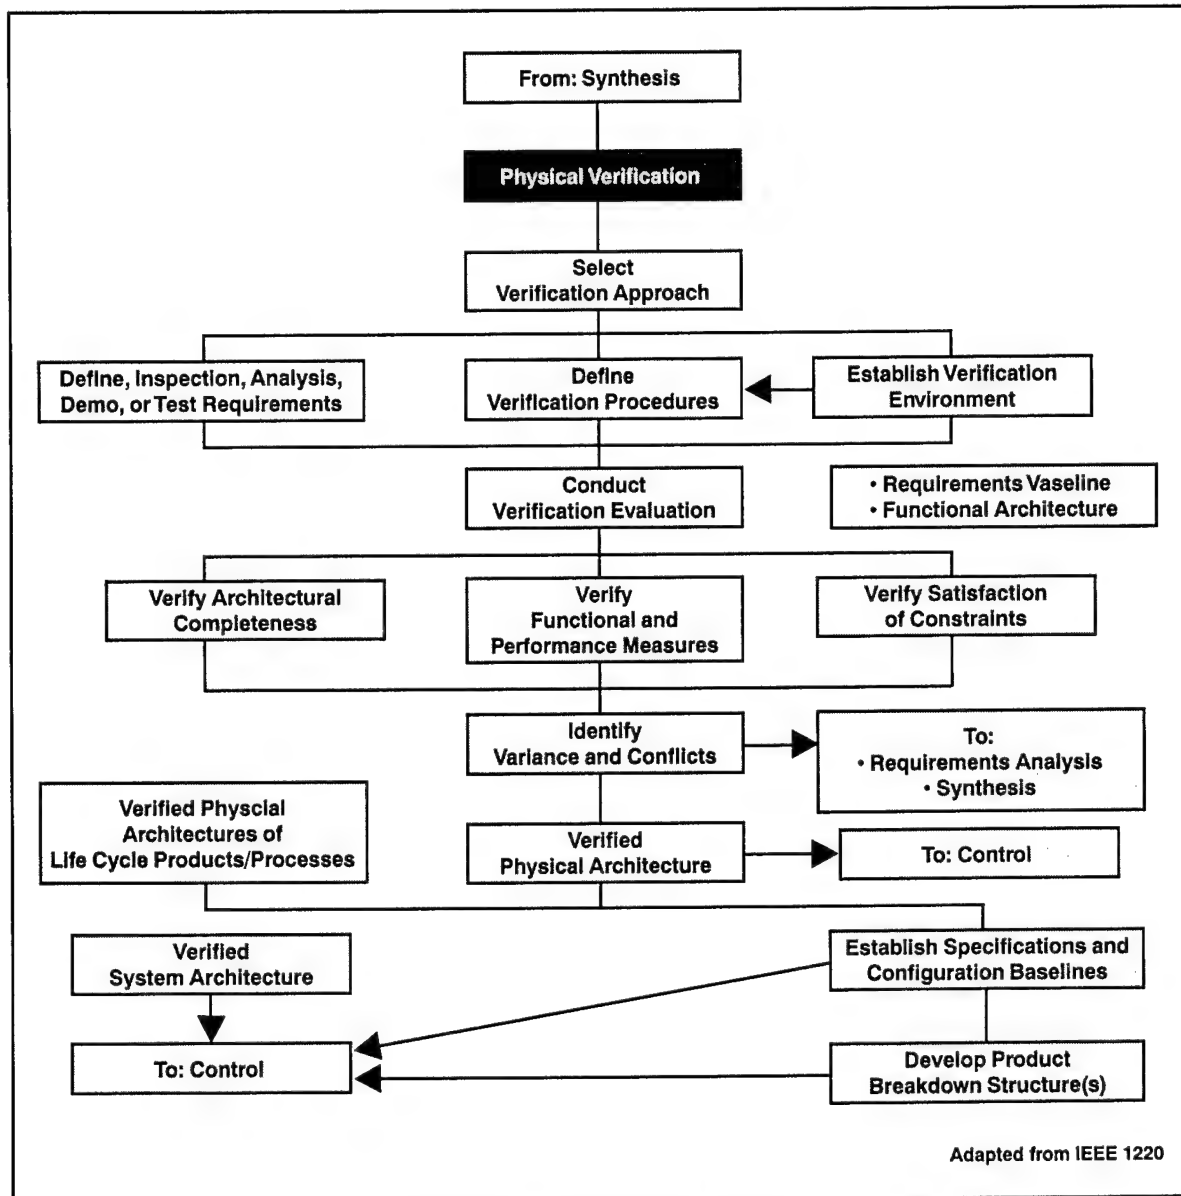 From: Synthesis
Physical Verification
Select
Verification Approach
Define, Inspection, Analysis,
Demo, or Test Requirements
Define
Verification Procedures
Establish Verification
Environment
Conduct
Verification Evaluation
• Requirements Vaseline
• Functional Architecture
Verify Architectural
Completeness
Verify
Functional and
Performance Measures
Verify Satisfaction
of Constraints
Identify
Variance and Conflicts
To:
• Requirements Analysis
• Synthesis
Verified Physcial
Architectures of
Life Cycle Products/Processes
Verified
Physical Architecture
To: Control
Verified
System Architecture
Establish Specifications and
Configuration Baselines
To: Control
Develop Product
Breakdown Structure(s)
Adapted from IEEE 1220